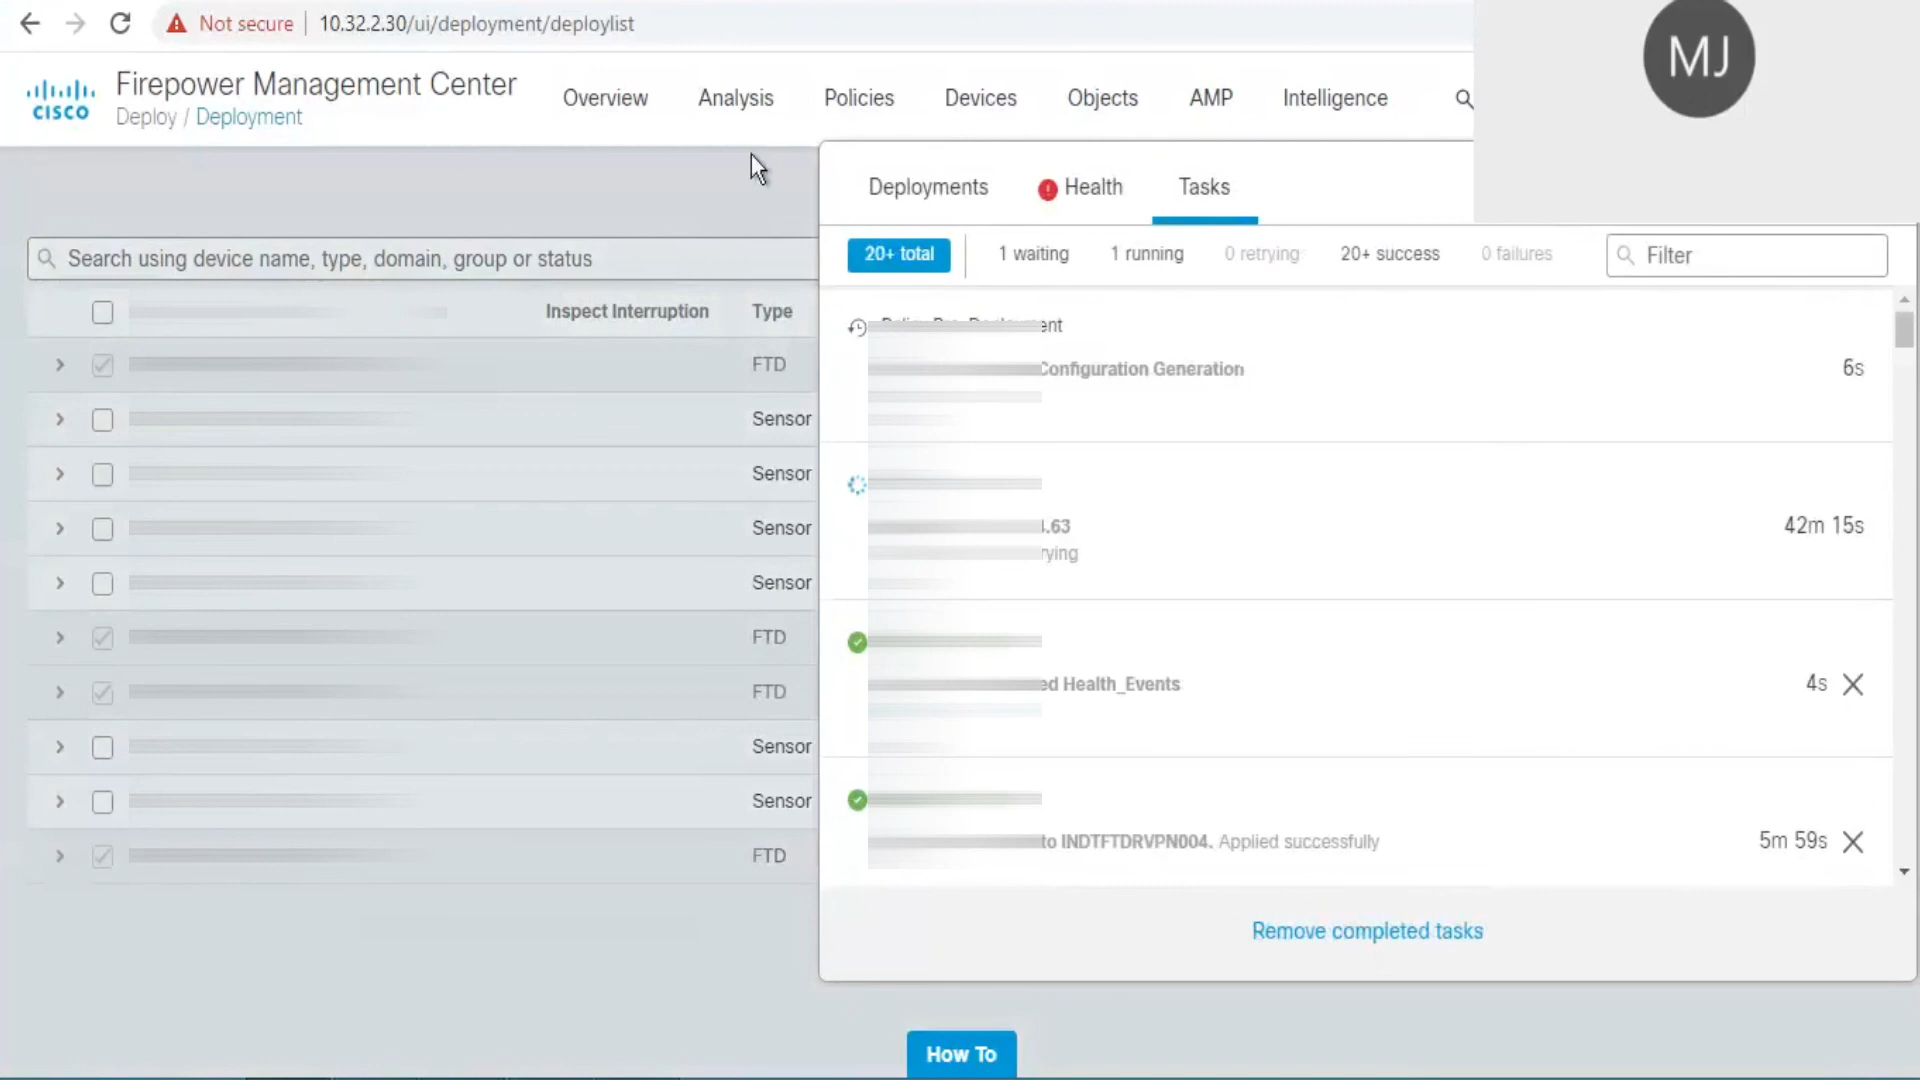 Not secure
10.32.2.30/ui/deployment/deploylist
MJ
CISCO
Firepower Management Center
Deploy / Deployment
Overview
Analysis
Policies
Devices
Objects
AMP
Intelligence
Deployments
Health
Tasks
20+ total
1 waiting
1 running
0 retrying
20+ success
0 failures
Filter
Search using device name, type, domain, group or status
Inspect Interruption
Type
FTD
Sensor
Sensor
Sensor
Sensor
FTD
FTD
Sensor
Sensor
FTD
Configuration Generation
6s
.63
rying
42m 15s
ed Health_Events
4s
to INDTFTDRVPN004. Applied successfully
5m 59s
Remove completed tasks
How To